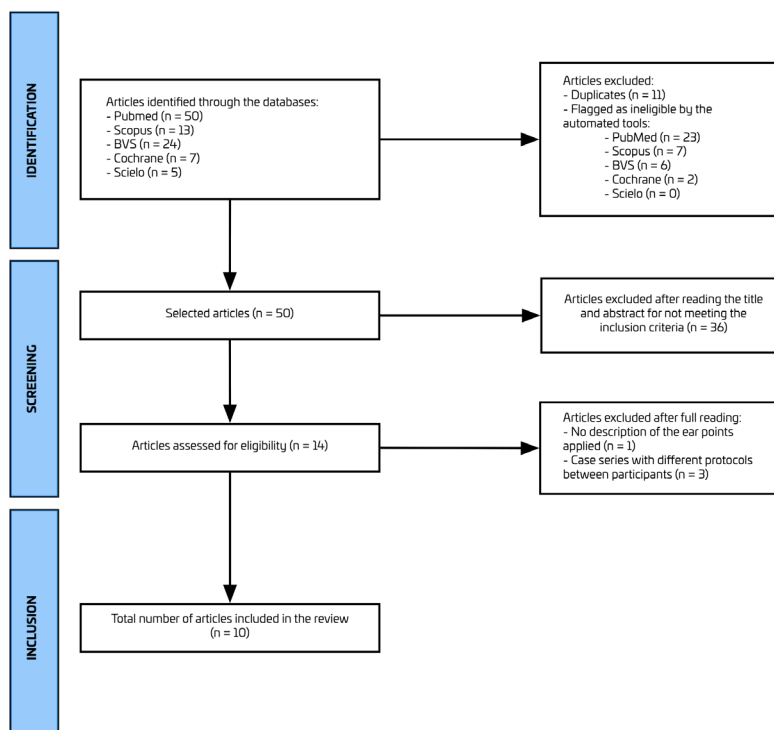 IDENTIFICATION
Articles identified through the databases:
- Pubmed (n = 50)
- Scopus (n = 13)
- BVS (n = 24)
- Cochrane (n = 7)
- Scielo (n = 5)
Articles excluded:
- Duplicates (n = 11)
- Flagged as ineligible by the
automated tools:
- PubMed (n = 23)
- Scopus (n = 7)
- BVS (n = 6)
- Cochrane (n = 2)
- Scielo (n = 0)
SCREENING
Selected articles (n = 50)
Articles excluded after reading the title
and abstract for not meeting the
inclusion criteria (n = 36)
Articles assessed for eligibility (n = 14)
Articles excluded after full reading:
- No description of the ear points
applied (n = 1)
- Case series with different protocols
between participants (n = 3)
INCLUSION
Total number of articles included in the review
(n = 10)